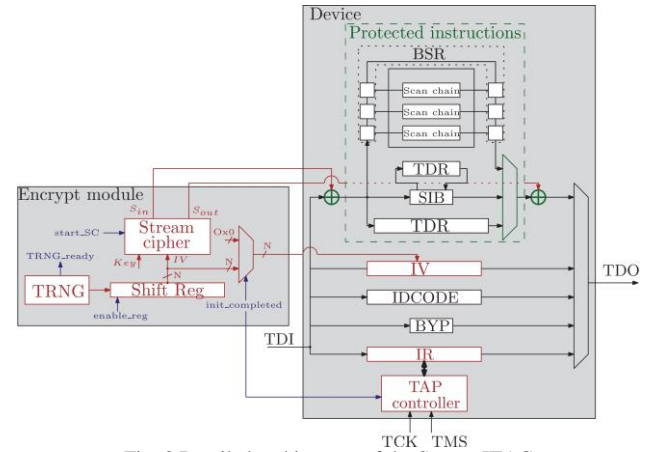 Device
Protected instructions
BSR
Scan chain
Scan chain
Scan chain
TDR
SIB
TDR
Encrypt module
S_in
S_out
start_SC
Stream
cipher
0x0
N
N
TRNG_ready
Key
IV
N
TRNG
Shift Reg
enable_reg
init_completed
IV
IDCODE
BYP
IR
TDI
TDO
TAP
controller
TCK TMS